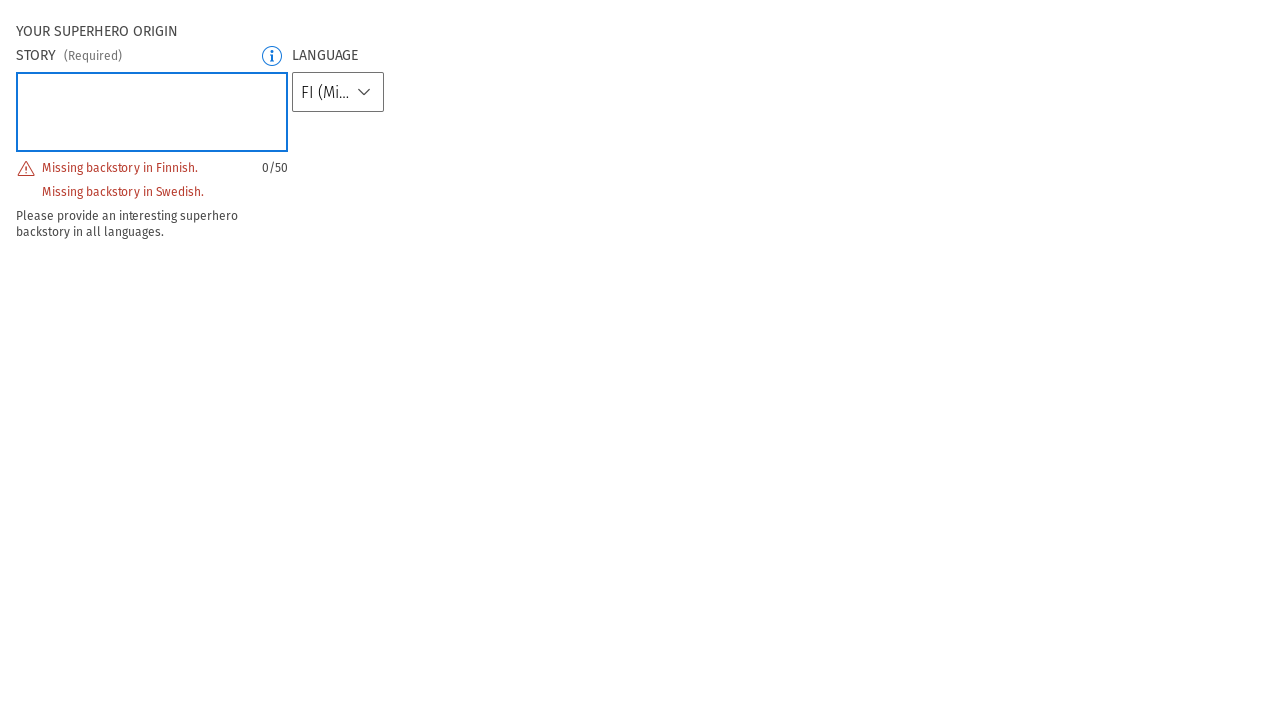 YOUR SUPERHERO ORIGIN
STORY (Required)
LANGUAGE
FI (Mi...
Missing backstory in Finnish.
0/50
Missing backstory in Swedish.
Please provide an interesting superhero
backstory in all languages.